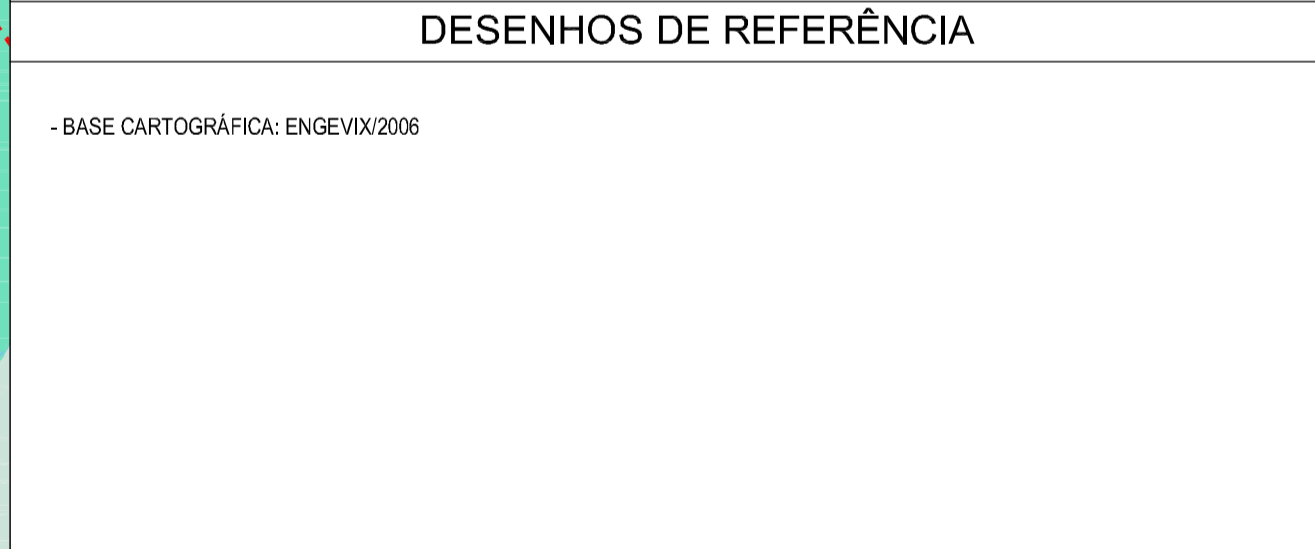 DESENHOS DE REFERÊNCIA
- BASE CARTOGRÁFICA: ENGEVIX/2006